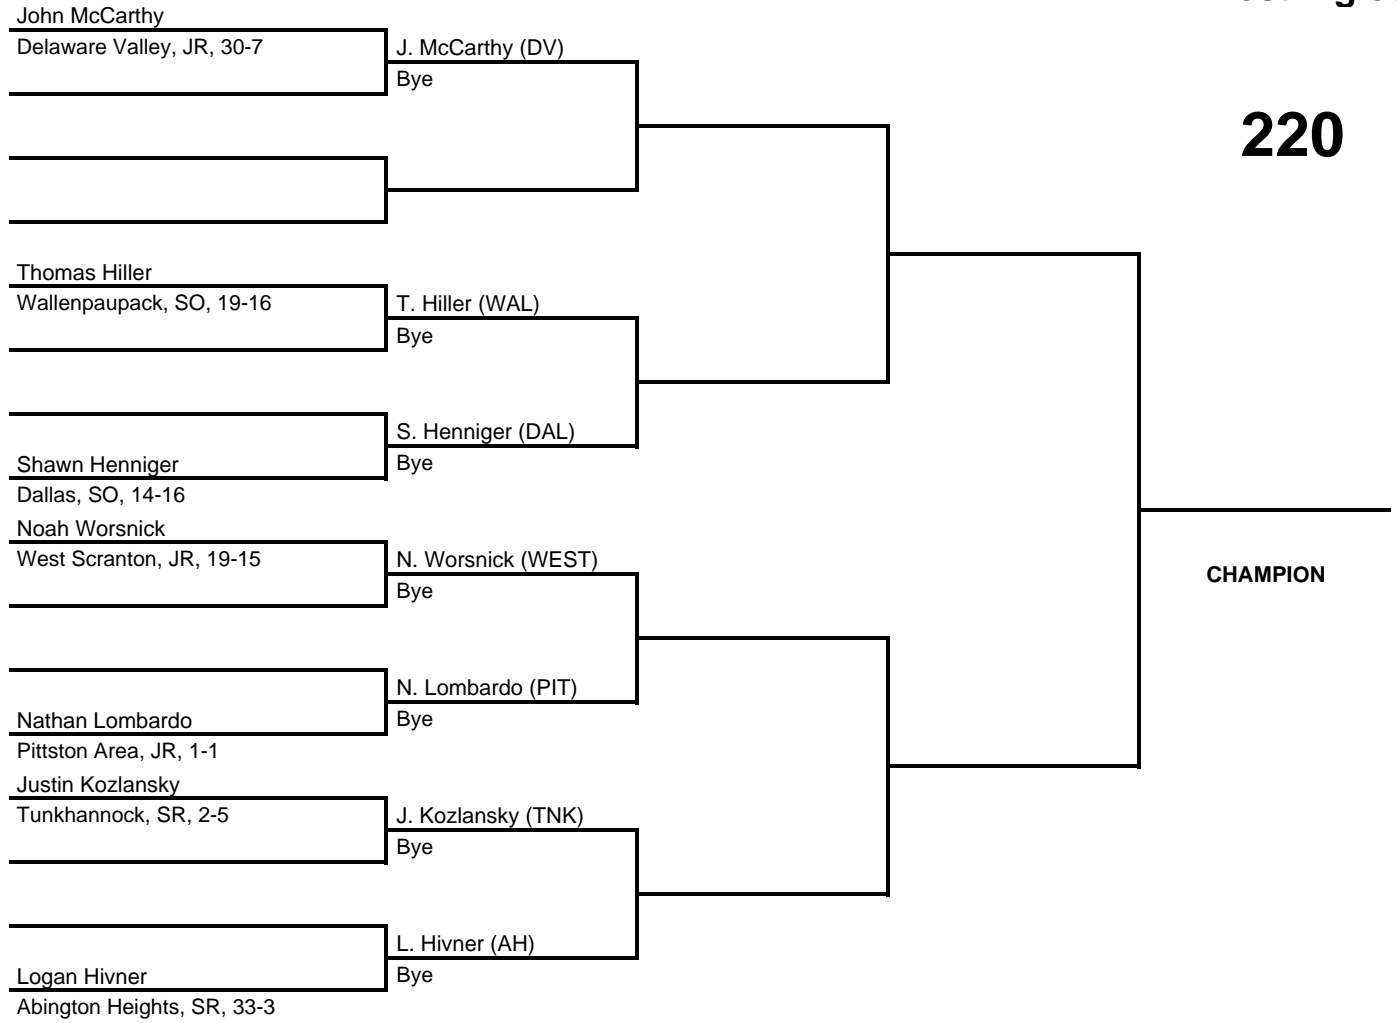 John McCarthy
Delaware Valley, JR, 30-7
J. McCarthy (DV)
Bye
220
Thomas Hiller
Wallenpaupack, SO, 19-16
T. Hiller (WAL)
Bye
S. Henniger (DAL)
Bye
Shawn Henniger
Dallas, SO, 14-16
Noah Worsnick
West Scranton, JR, 19-15
N. Worsnick (WEST)
Bye
CHAMPION
N. Lombardo (PIT)
Bye
Nathan Lombardo
Pittston Area, JR, 1-1
Justin Kozlansky
Tunkhannock, SR, 2-5
J. Kozlansky (TNK)
Bye
L. Hivner (AH)
Bye
Logan Hivner
Abington Heights, SR, 33-3